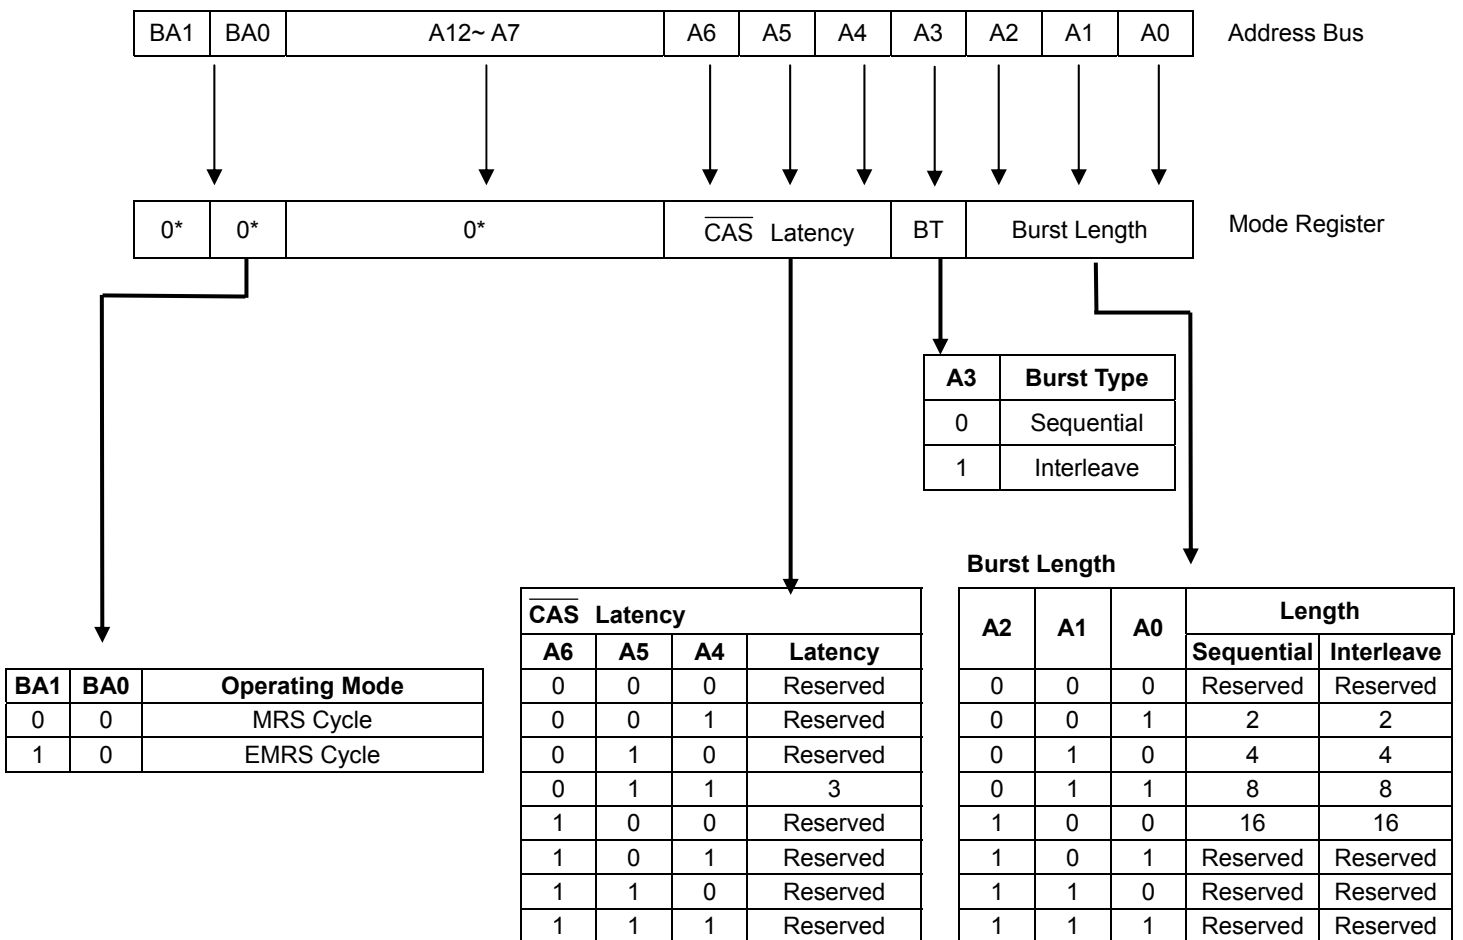 BA1 BA0 A12~ A7 A6 A5 A4 A3 A2 A1 A0 Address Bus
0* 0* 0* CAS Latency BT Burst Length Mode Register
A3 Burst Type
0 Sequential
1 Interleave
BA1 BA0 Operating Mode
0 0 MRS Cycle
1 0 EMRS Cycle
CAS Latency
A6 A5 A4 Latency
0 0 0 Reserved
0 0 1 Reserved
0 1 0 Reserved
0 1 1 3
1 0 0 Reserved
1 0 1 Reserved
1 1 0 Reserved
1 1 1 Reserved
Burst Length
A2 A1 A0 Length
Sequential Interleave
0 0 0 Reserved Reserved
0 0 1 2 2
0 1 0 4 4
0 1 1 8 8
1 0 0 16 16
1 0 1 Reserved Reserved
1 1 0 Reserved Reserved
1 1 1 Reserved Reserved